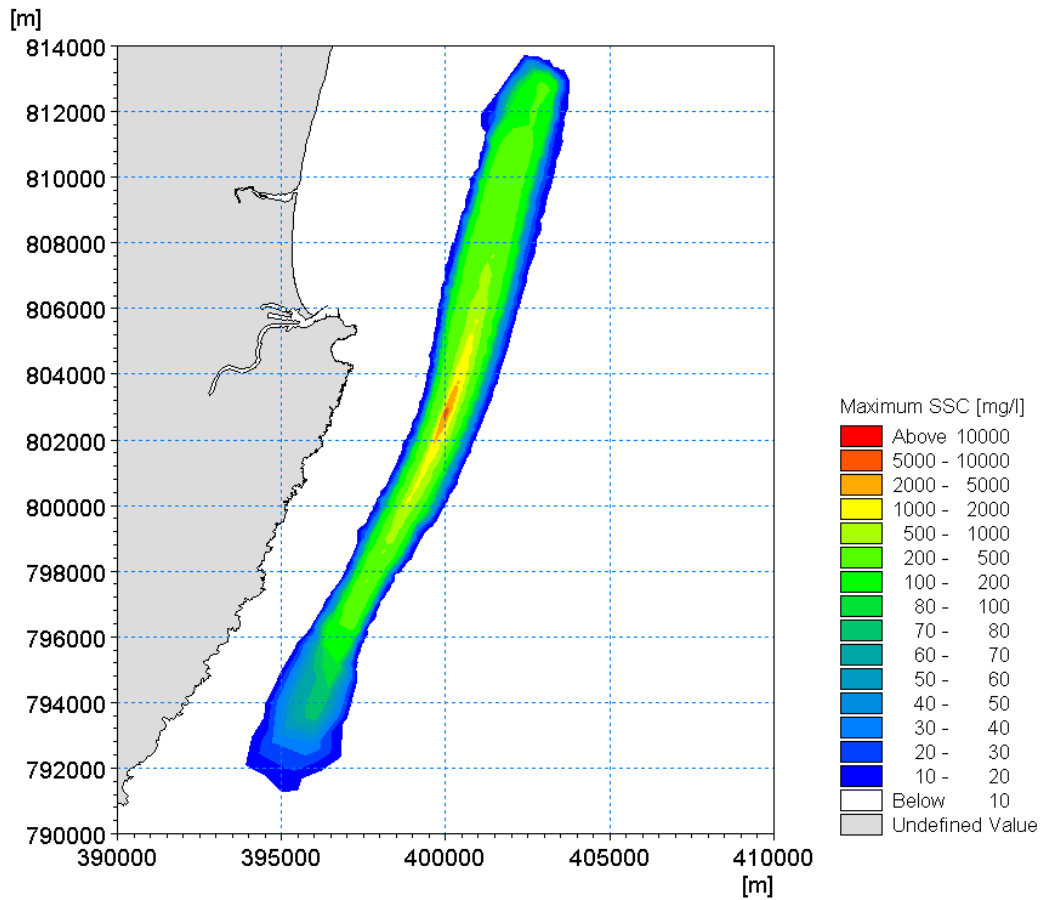 [m]
814000
812000
810000
808000
806000
804000
802000
800000
798000
796000
794000
792000
790000
390000 395000 400000 405000 410000
[m]
Maximum SSC [mg/l]
Above 10000
5000 - 10000
2000 - 5000
1000 - 2000
500 - 1000
200 - 500
100 - 200
80 - 100
70 - 80
60 - 70
50 - 60
40 - 50
30 - 40
20 - 30
10 - 20
Below 10
Undefined Value